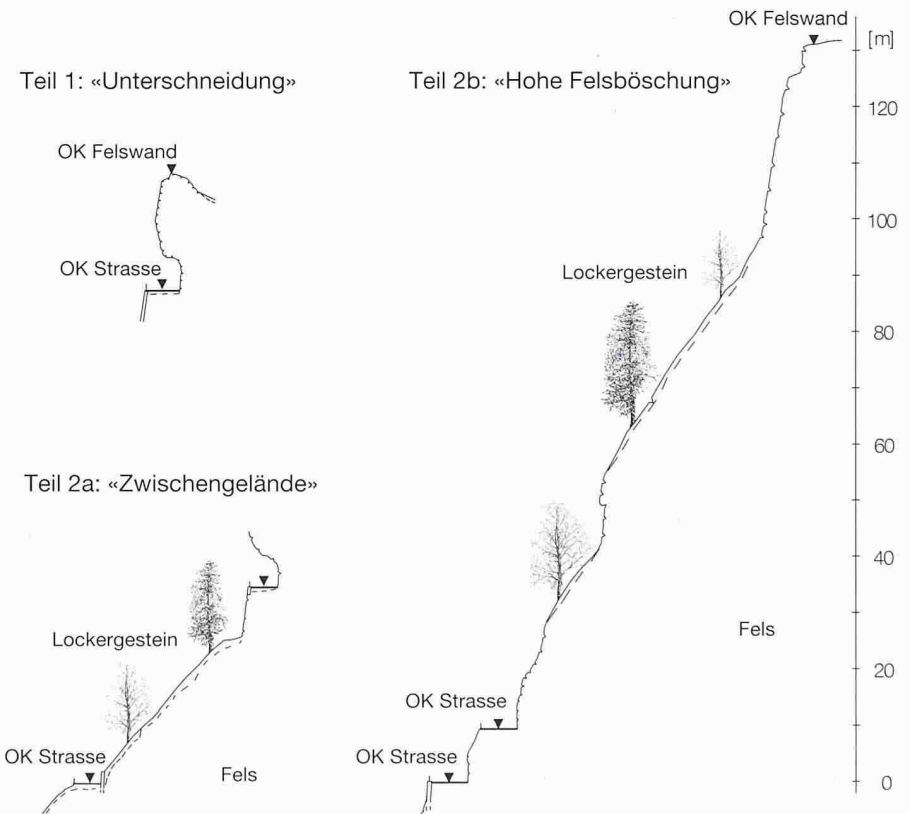 OK Felswand
[m]
Teil 1: «Unterschneidung»
Teil 2b: «Hohe Felsböschung»
120
OK Felswand
100
OK Strasse
Lockergestein
80
60
Teil 2a: «Zwischengelände»
40
Lockergestein
Fels
20
OK Strasse
OK Strasse
OK Strasse
Fels
0